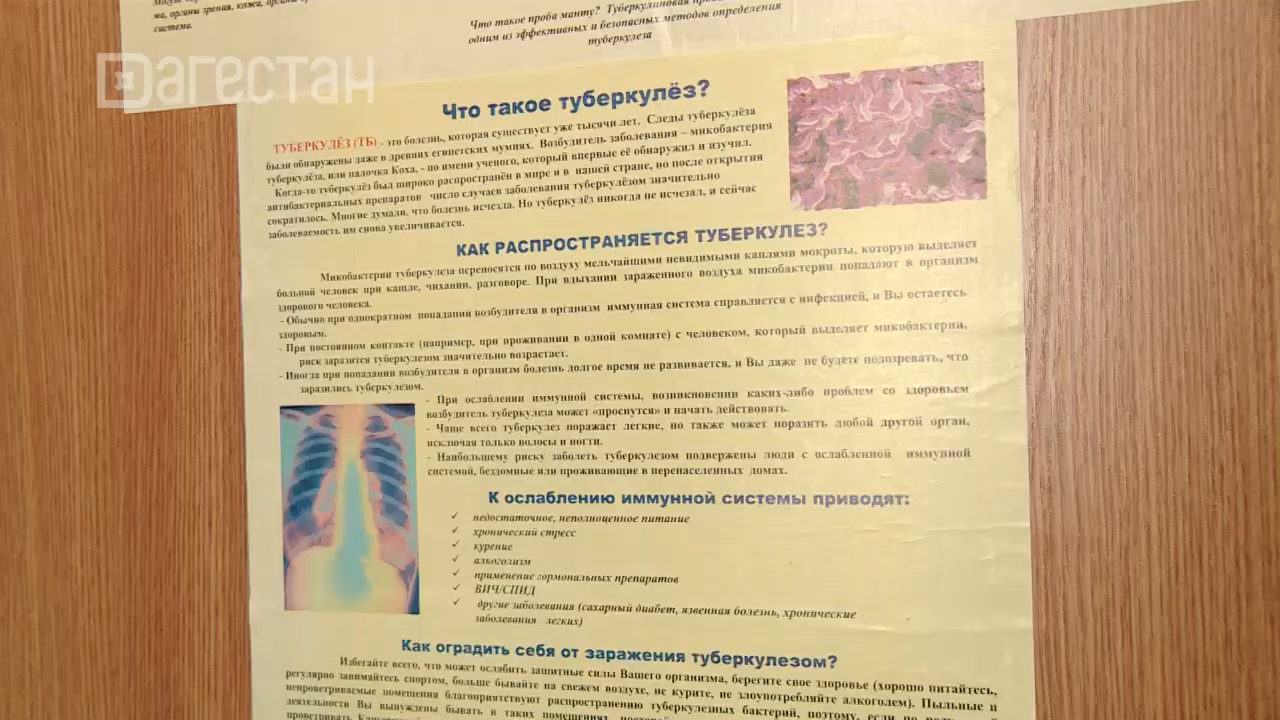 ма, органы зрения, кожа, органы
система.
Что такое проба манту? Туберкулиновая
одним из эффективных и безопасных методов определения
туберкулеза
Дагестан
Что такое туберкулёз?
ТУБЕРКУЛЁЗ (ТБ) - это болезнь, которая существует уже тысячи лет. Следы туберкулёза
были обнаружены даже в древних египетских мумиях. Возбудитель заболевания – микобактерия
туберкулёза, или палочка Коха, - по имени ученого, который впервые её обнаружил и изучил.
Когда-то туберкулёз был широко распространён в мире и в нашей стране, но после открытия
антибактериальных препаратов число случаев заболевания туберкулёзом значительно
сократилось. Многие думали, что болезнь исчезла. Но туберкулёз никогда не исчезал, и сейчас
заболеваемость им снова увеличивается.
КАК РАСПРОСТРАНЯЕТСЯ ТУБЕРКУЛЕЗ?
Микобактерии туберкулеза переносятся по воздуху мельчайшими невидимыми каплями мокроты, которую выделяет
больной человек при кашле, чихании, разговоре. При вдыхании зараженного воздуха микобактерии попадают в организм
здорового человека.
- Обычно при однократном попадании возбудителя в организм иммунная система справляется с инфекцией, и Вы остаетесь
здоровым.
- При постоянном контакте (например, при проживании в одной комнате) с человеком, который выделяет микобактерии,
риск заразится туберкулезом значительно возрастает.
- Иногда при попадании возбудителя в организм болезнь долгое время не развивается, и Вы даже не будете подозревать, что
заразились туберкулезом.
- При ослаблении иммунной системы, возникновении каких-либо проблем со здоровьем
возбудитель туберкулеза может «проснутся» и начать действовать.
- Чаще всего туберкулез поражает легкие, но также может поразить любой другой орган,
исключая только волосы и ногти.
- Наибольшему риску заболеть туберкулезом подвержены люди с ослабленной иммунной
системой, бездомные или проживающие в перенаселенных домах.
К ослаблению иммунной системы приводят:
✓ недостаточное, неполноценное питание
✓ хронический стресс
✓ курение
✓ алкоголизм
✓ применение гормональных препаратов
✓ ВИЧ/СПИД
✓ другие заболевания (сахарный диабет, язвенная болезнь, хронические
заболевания легких)
Как оградить себя от заражения туберкулезом?
Избегайте всего, что может ослабить защитные силы Вашего организма, берегите свое здоровье (хорошо питайтесь,
регулярно занимайтесь спортом, больше бывайте на свежем воздухе, не курите, не злоупотребляйте алкоголем). Пыльные и
непроветриваемые помещения благоприятствуют распространению туберкулезных бактерий, поэтому, если по
деятельности Вы вынуждены бывать в таких помещениях,
проветривать